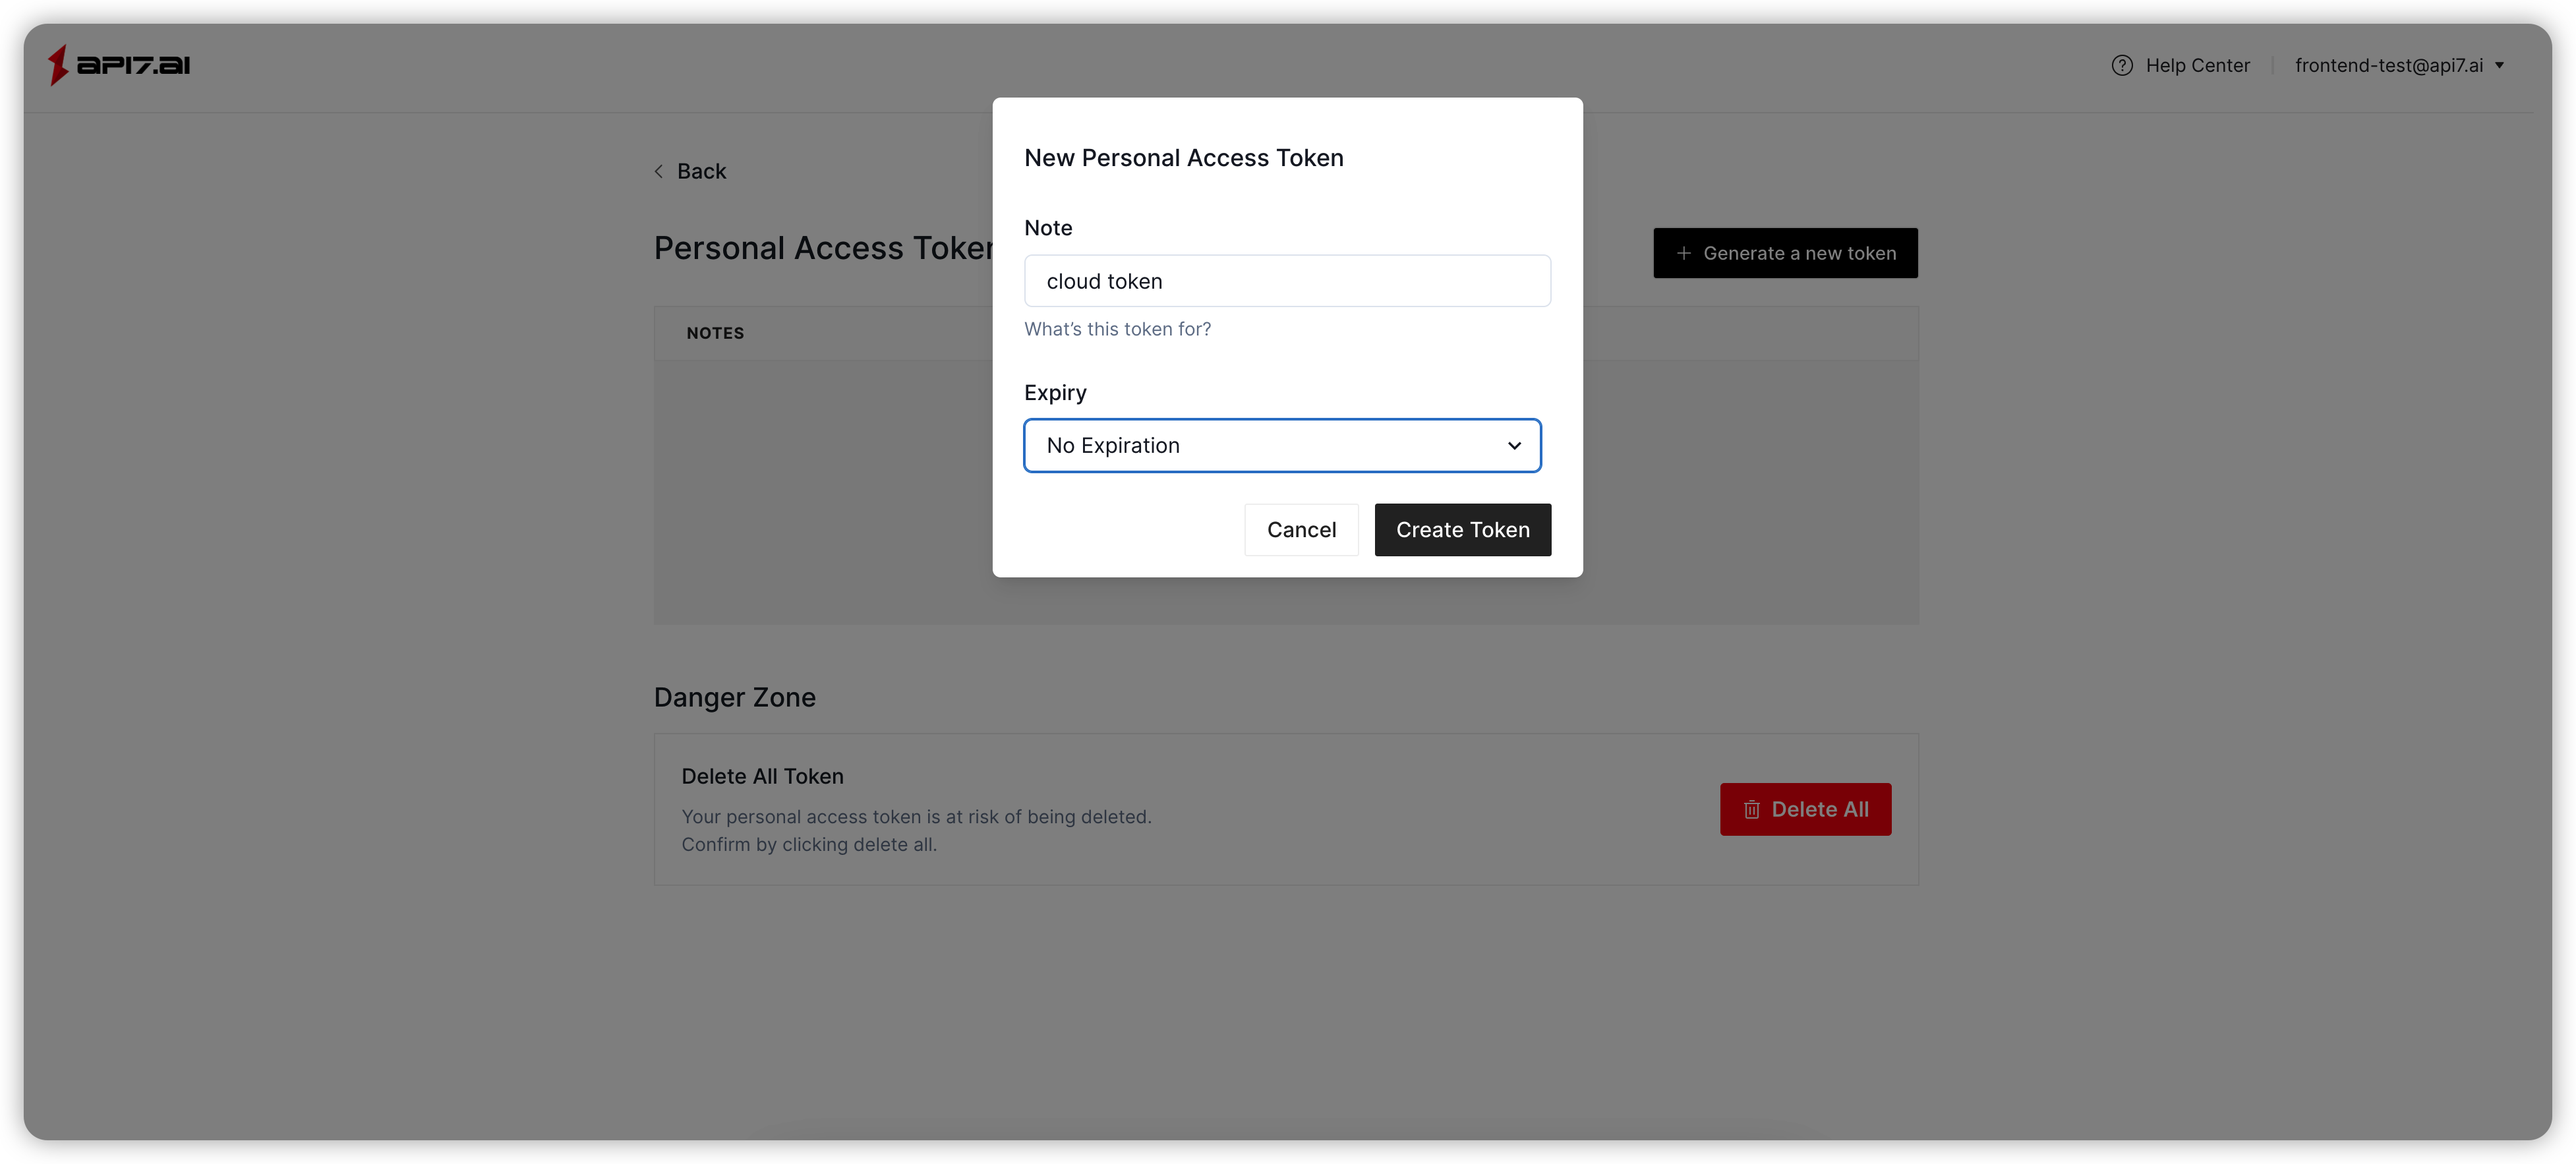 API7.AI
Help Center
frontend-test@api7.ai
Back
Personal Access Token
Generate a new token
NOTES
New Personal Access Token
Note
cloud token
What's this token for?
Expiry
No Expiration
Cancel
Create Token
Danger Zone
Delete All Token
Your personal access token is at risk of being deleted.
Confirm by clicking delete all.
Delete All